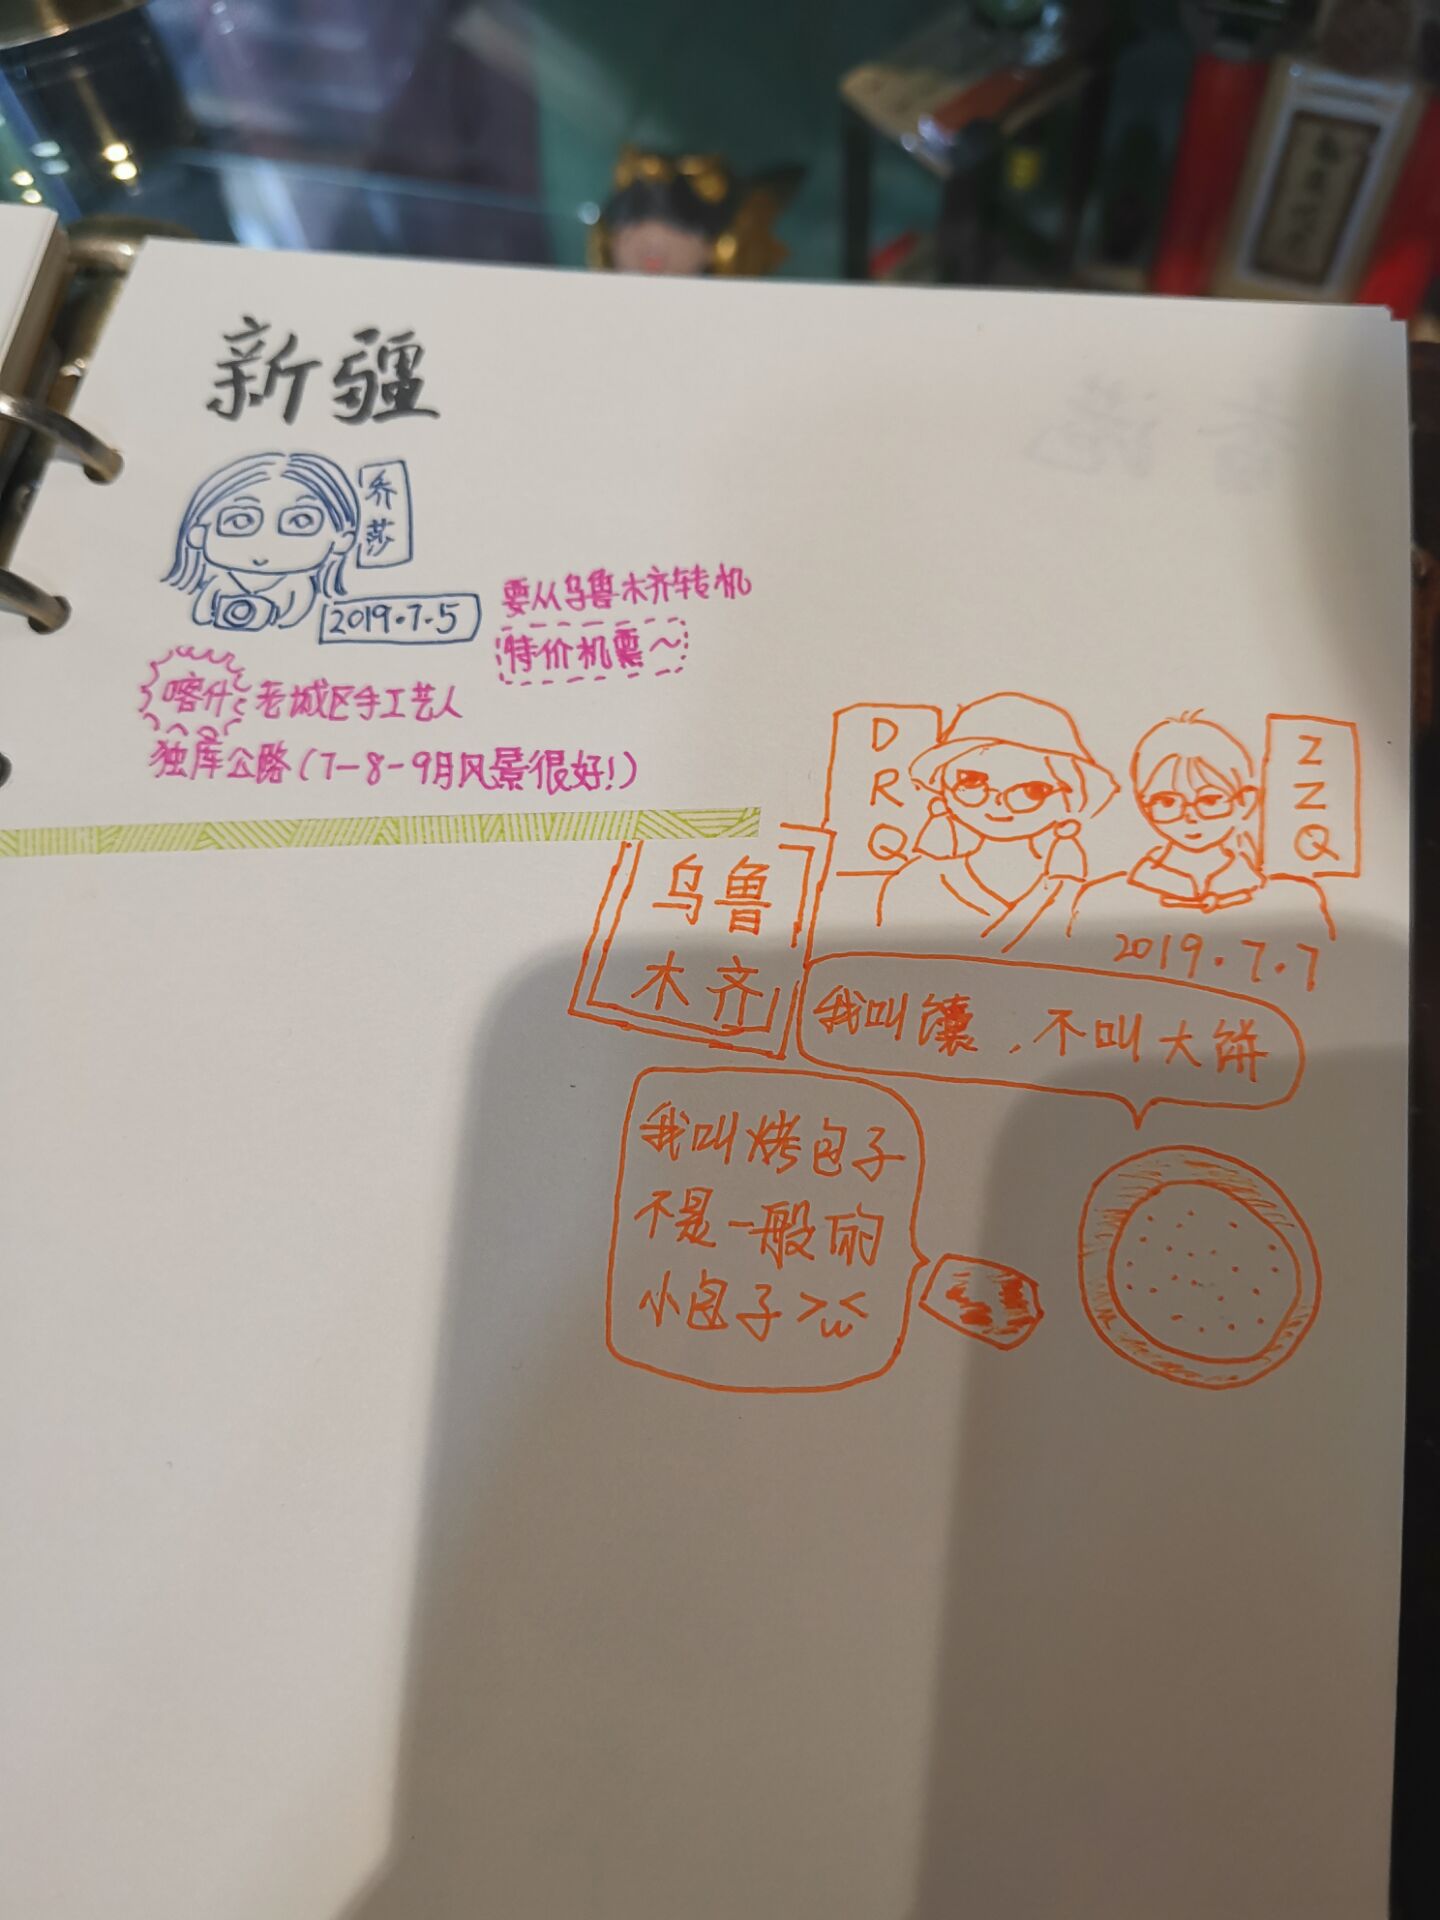 新疆
乔莎
2019.7.5
要从乌鲁木齐转机
特价机票~
喀什 老城区手工艺人
独库公路(7-8-9月风景很好!)
DRQ
ZZQ
2019.7.7
乌鲁
木齐
我叫馕,不叫大饼
我叫烤包子
不是一般的
小包子>ω<